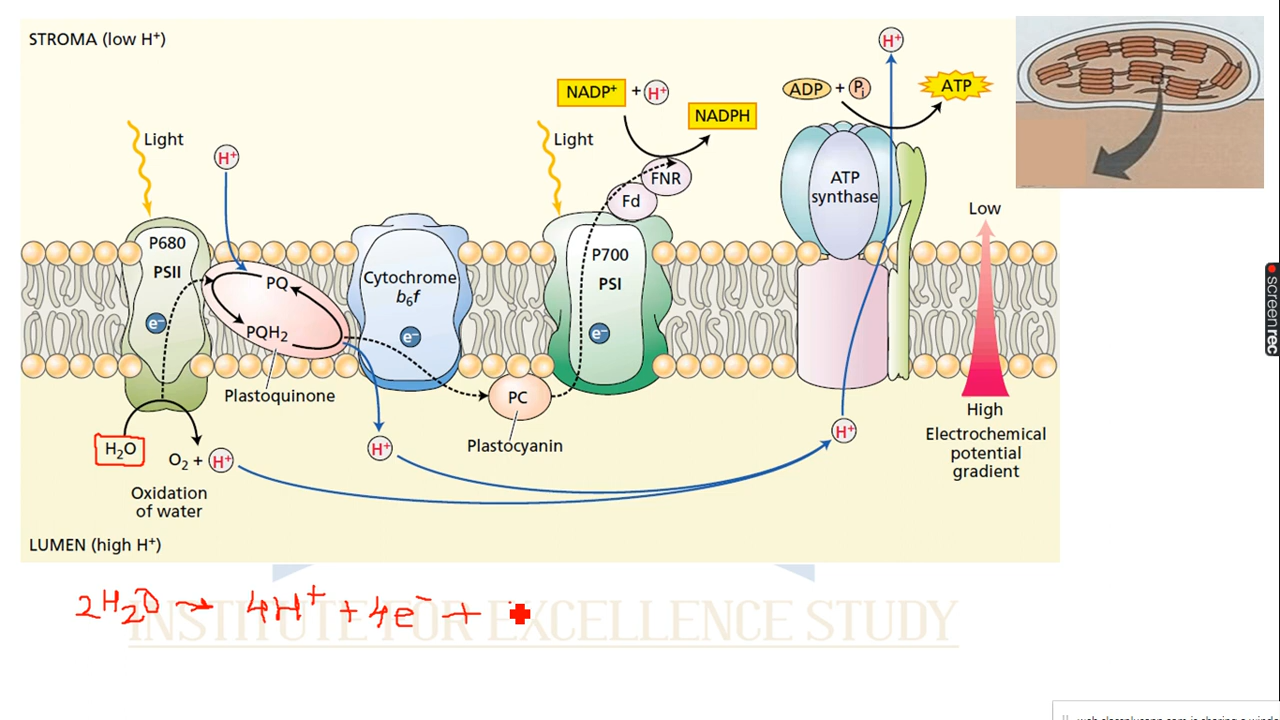 STROMA (low H⁺)
H⁺
NADP⁺ + H⁺
NADPH
ADP + Pᵢ
ATP
Light
H⁺
Light
FNR
Fd
ATP
synthase
Low
P680
PSII
PQ
PQH₂
e⁻
Cytochrome
b₆f
e⁻
P700
PSI
e⁻
Plastoquinone
PC
Plastocyanin
High
Electrochemical
potential
gradient
H₂O
O₂ + H⁺
H⁺
H⁺
Oxidation
of water
LUMEN (high H⁺)
2H₂O → 4H⁺ + 4e⁻ +
INSTITUTE FOR EXCELLENCE STUDY
screenrec